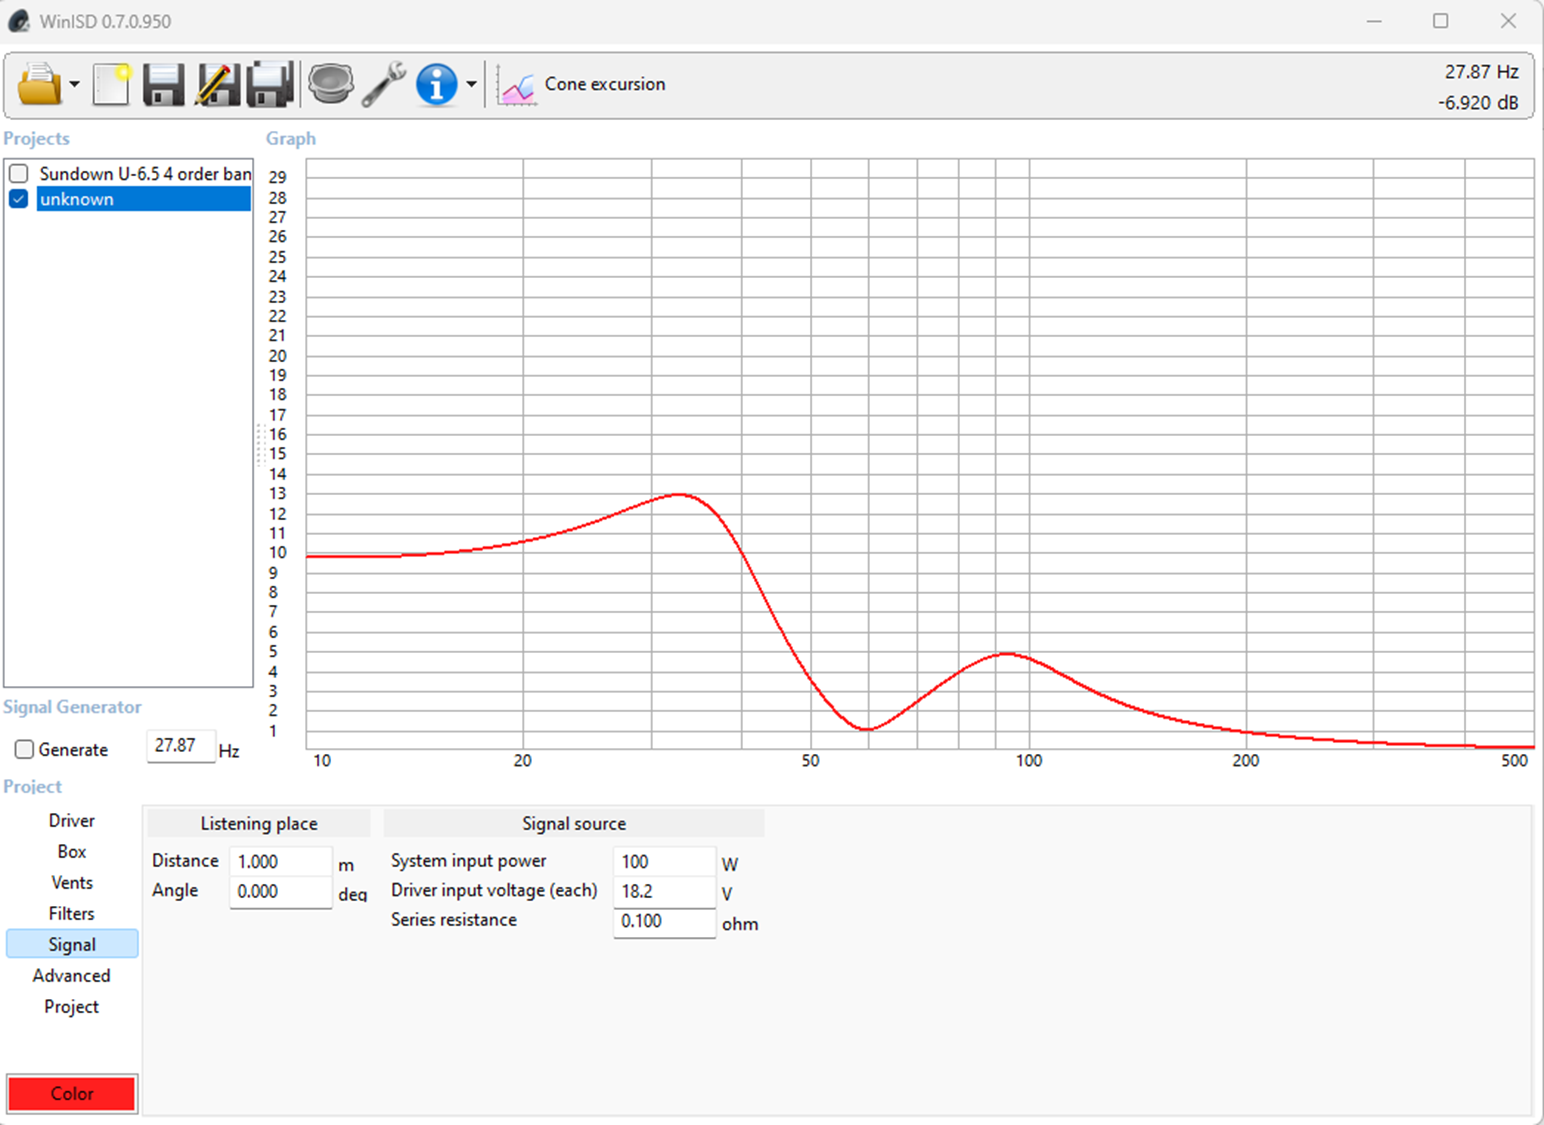 WinISD 0.7.0.950
Cone excursion
27.87 Hz
-6.920 dB
Projects
Graph
Sundown U-6.5 4 order ban
unknown
29
28
27
26
25
24
23
22
21
20
19
18
17
16
15
14
13
12
11
10
9
8
7
6
5
4
3
2
1
10 20 50 100 200 500
Signal Generator
Generate 27.87 Hz
Project
Driver
Box
Vents
Filters
Signal
Advanced
Project
Color
Listening place
Distance 1.000 m
Angle 0.000 deg
Signal source
System input power 100 W
Driver input voltage (each) 18.2 V
Series resistance 0.100 ohm